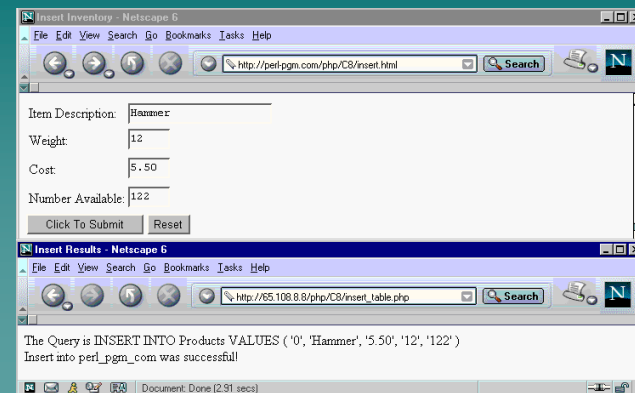 Insert Inventory - Netscape 6
File Edit View Search Go Bookmarks Tasks Help
http://perl-pgm.com/php/C8/insert.html Search N
Item Description: Hammer
Weight: 12
Cost: 5.50
Number Available: 122
Click To Submit Reset
Insert Results - Netscape 6
File Edit View Search Go Bookmarks Tasks Help
http://65.108.8.8/php/C8/insert_table.php Search N
The Query is INSERT INTO Products VALUES ( '0', 'Hammer', '5.50', '12', '122' )
Insert into perl_pgm_com was successful!
Document: Done (2.91 secs)